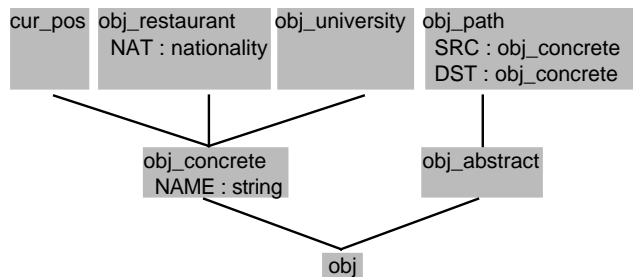 cur_pos
obj_restaurant
NAT : nationality
obj_university
obj_path
SRC : obj_concrete
DST : obj_concrete
obj_concrete
NAME : string
obj_abstract
obj